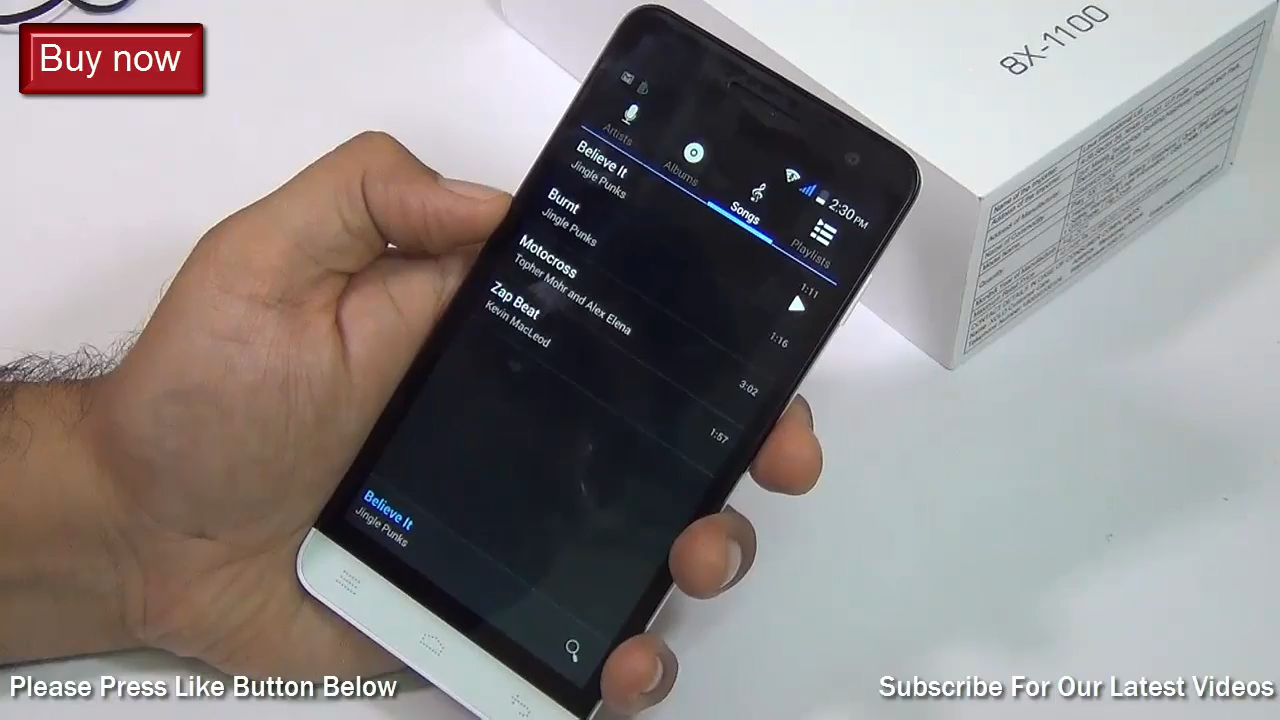 Buy now
8X-1100
2:30 PM
Artists
Albums
Songs
Playlists
Believe It
Jingle Punks
1:11
Burnt
Jingle Punks
1:16
Motocross
Topher Mohr and Alex Elena
3:02
Zap Beat
Kevin MacLeod
1:57
Believe It
Jingle Punks
Please Press Like Button Below
Subscribe For Our Latest Videos